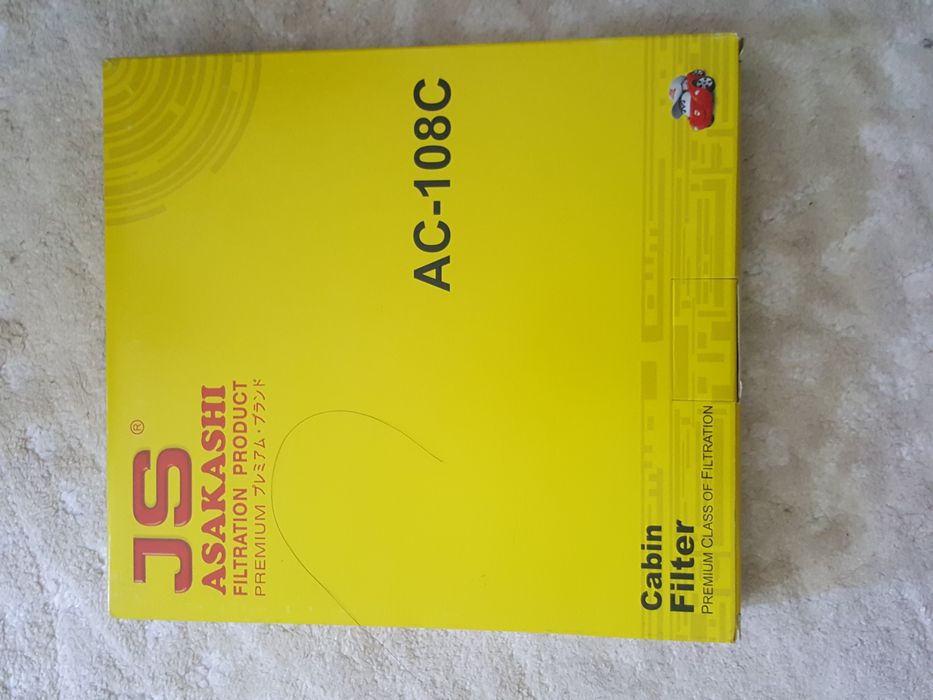 JS®
ASAKASHI
FILTRATION PRODUCT
PREMIUM プレミアム・ブランド
AC-108C
Cabin
Filter
PREMIUM CLASS OF FILTRATION